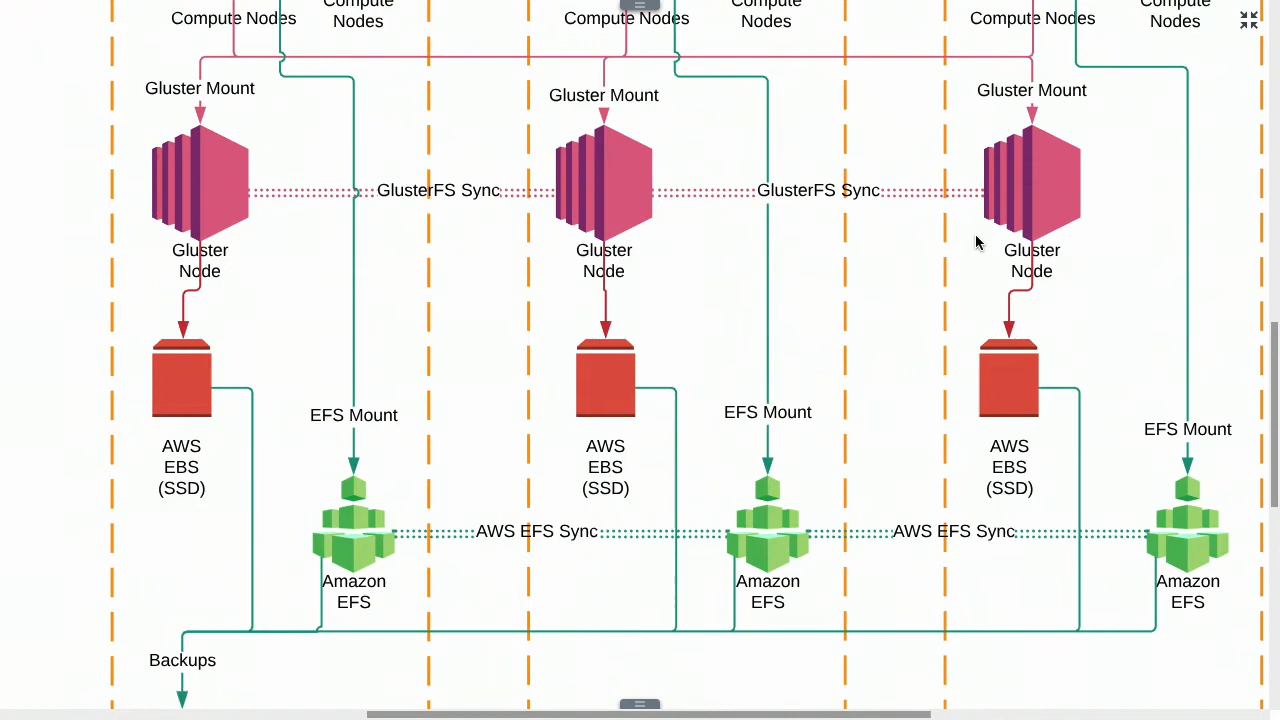 Compute
Compute
Compute
Compute Nodes
Nodes
Compute Nodes
Nodes
Compute Nodes
Nodes
Gluster Mount
Gluster Mount
Gluster Mount
GlusterFS Sync
GlusterFS Sync
Gluster
Node
Gluster
Node
Gluster
Node
EFS Mount
EFS Mount
EFS Mount
AWS
EBS
(SSD)
AWS
EBS
(SSD)
AWS
EBS
(SSD)
AWS EFS Sync
AWS EFS Sync
Amazon
EFS
Amazon
EFS
Amazon
EFS
Backups